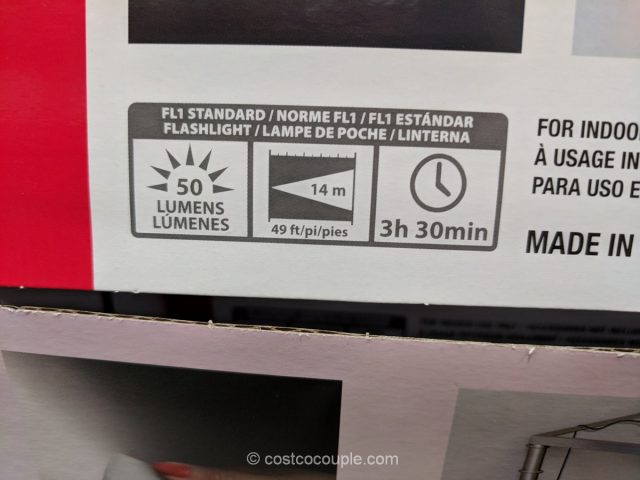 FL1 STANDARD / NORME FL1 / FL1 ESTÁNDAR
FLASHLIGHT / LAMPE DE POCHE / LINTERNA
50
LUMENS
LÚMENES
14 m
49 ft/pi/pies
3h 30min
FOR INDOO
À USAGE IN
PARA USO E
MADE IN
© costcocouple.com